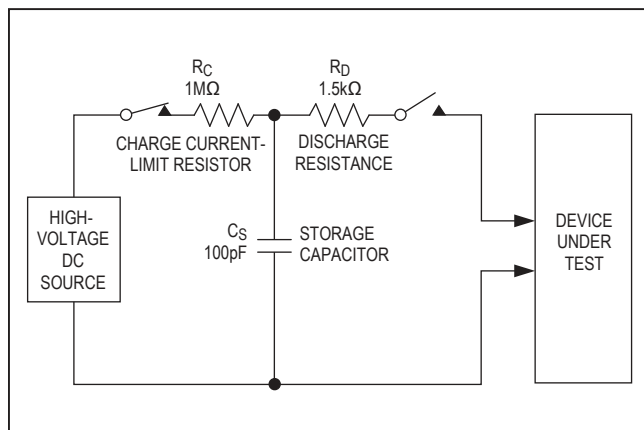 RC
1MΩ
CHARGE CURRENT-
LIMIT RESISTOR
RD
1.5kΩ
DISCHARGE
RESISTANCE
HIGH-
VOLTAGE
DC
SOURCE
CS
100pF
STORAGE
CAPACITOR
DEVICE
UNDER
TEST